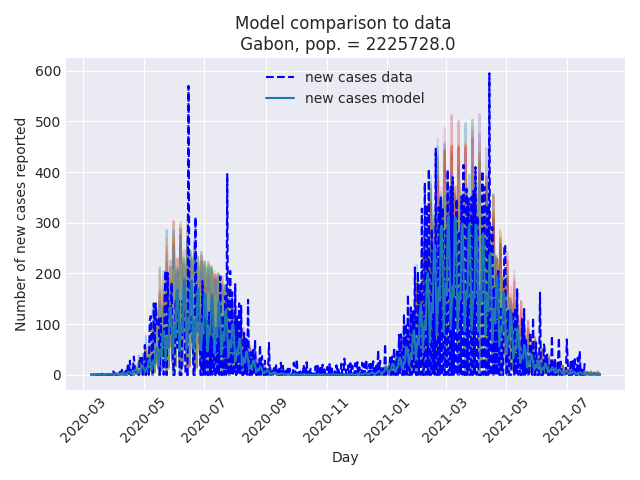 Model comparison to data
Gabon, pop. = 2225728.0
new cases data
new cases model
Number of new cases reported
600
500
400
300
200
100
0
2020-03
2020-05
2020-07
2020-09
2020-11
2021-01
2021-03
2021-05
2021-07
Day